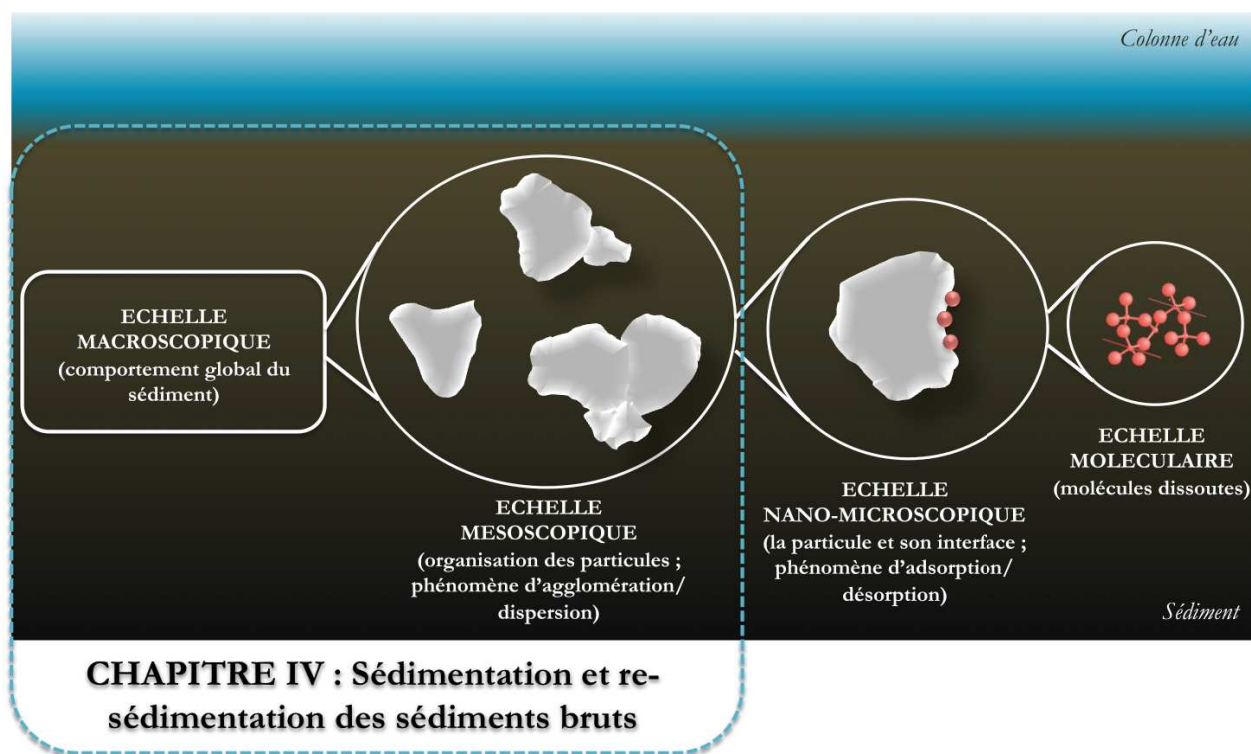 Colonne d'eau
ECHELLE
MACROSCOPIQUE
(comportement global du
sédiment)
ECHELLE
MESOSCOPIQUE
(organisation des particules ;
phénomène d'agglomération/
dispersion)
ECHELLE
NANO-MICROSCOPIQUE
(la particule et son interface ;
phénomène d'adsorption/
désorption)
ECHELLE
MOLECULAIRE
(molécules dissoutes)
Sédiment
CHAPITRE IV : Sédimentation et re-
sédimentation des sédiments bruts